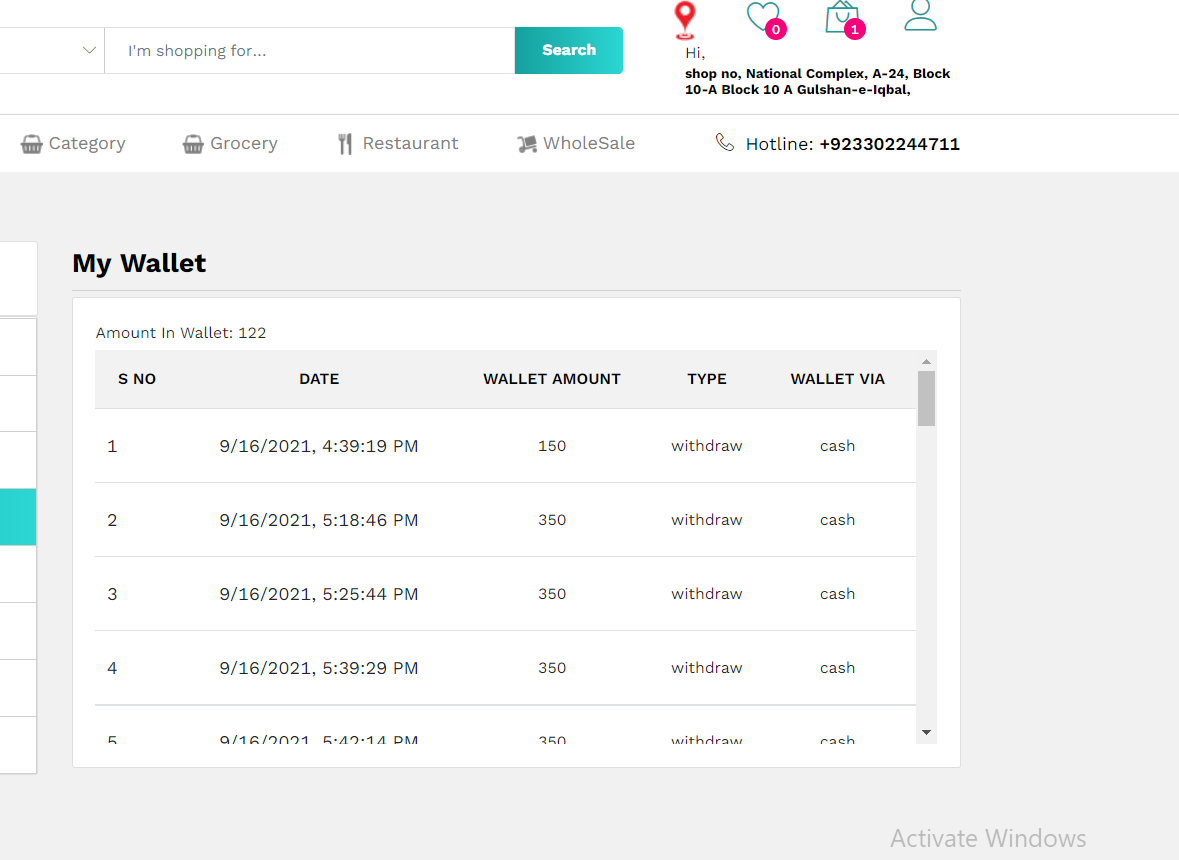 0
1
I'm shopping for...
Search
Hi,
shop no, National Complex, A-24, Block
10-A Block 10 A Gulshan-e-Iqbal,
Category Grocery Restaurant WholeSale Hotline: +923302244711
My Wallet
Amount In Wallet: 122
S NO DATE WALLET AMOUNT TYPE WALLET VIA
1 9/16/2021, 4:39:19 PM 150 withdraw cash
2 9/16/2021, 5:18:46 PM 350 withdraw cash
3 9/16/2021, 5:25:44 PM 350 withdraw cash
4 9/16/2021, 5:39:29 PM 350 withdraw cash
5 9/16/2021, 5:42:14 PM 350 withdraw cash
Activate Windows